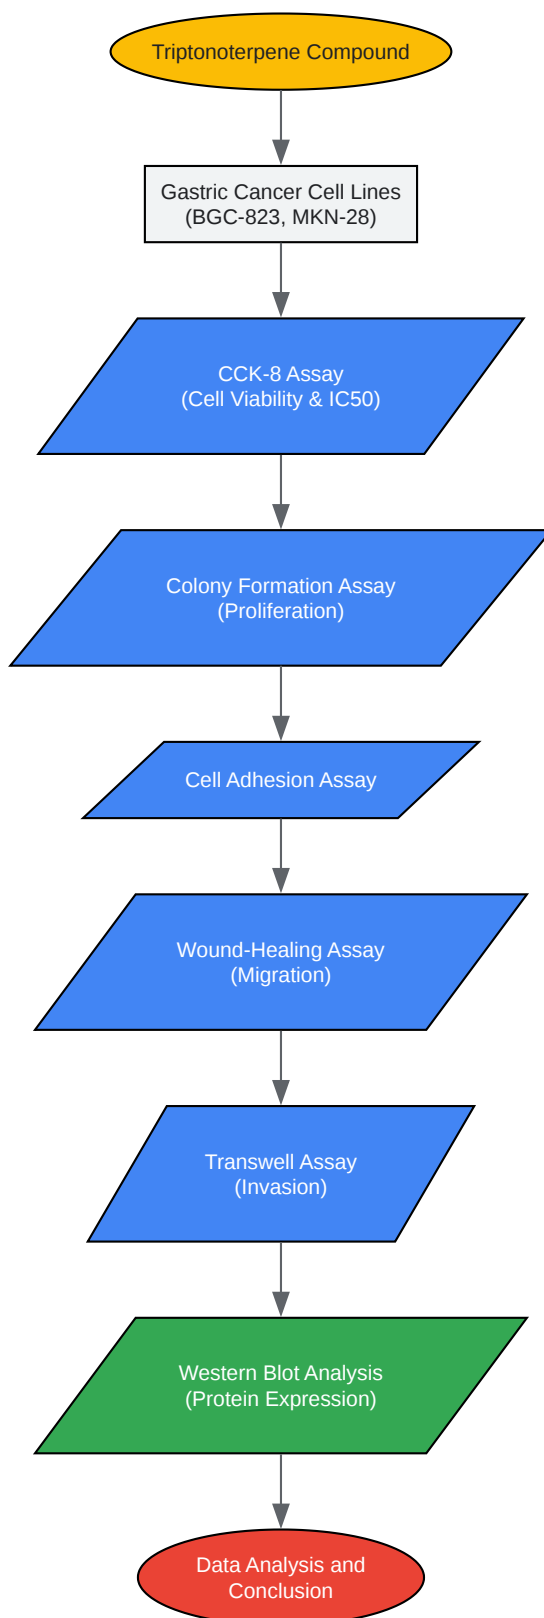 Triptonoterpene Compound
Gastric Cancer Cell Lines
(BGC-823, MKN-28)
CCK-8 Assay
(Cell Viability & IC50)
Colony Formation Assay
(Proliferation)
Cell Adhesion Assay
Wound-Healing Assay
(Migration)
Transwell Assay
(Invasion)
Western Blot Analysis
(Protein Expression)
Data Analysis and
Conclusion